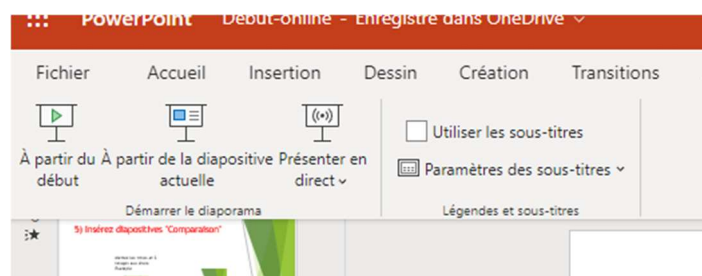 PowerPoint Debut-online - Enregistré dans OneDrive
Fichier Accueil Insertion Dessin Création Transitions
À partir du début
À partir de la diapositive actuelle
Présenter en direct
Utiliser les sous-titres
Paramètres des sous-titres
Démarrer le diaporama
Légendes et sous-titres
5) Insérez diapositives "Comparaison"